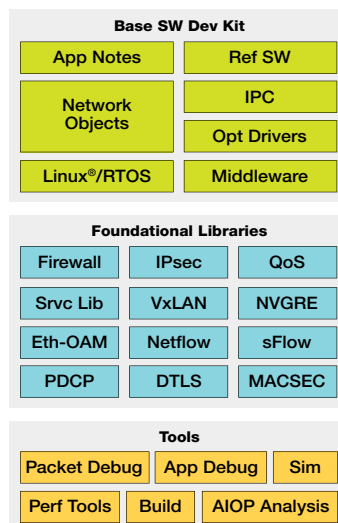 Base SW Dev Kit
App Notes
Ref SW
Network
Objects
IPC
Opt Drivers
Linux®/RTOS
Middleware
Foundational Libraries
Firewall
IPsec
QoS
Srvc Lib
VxLAN
NVGRE
Eth-OAM
Netflow
sFlow
PDCP
DTLS
MACSEC
Tools
Packet Debug
App Debug
Sim
Perf Tools
Build
AIOP Analysis